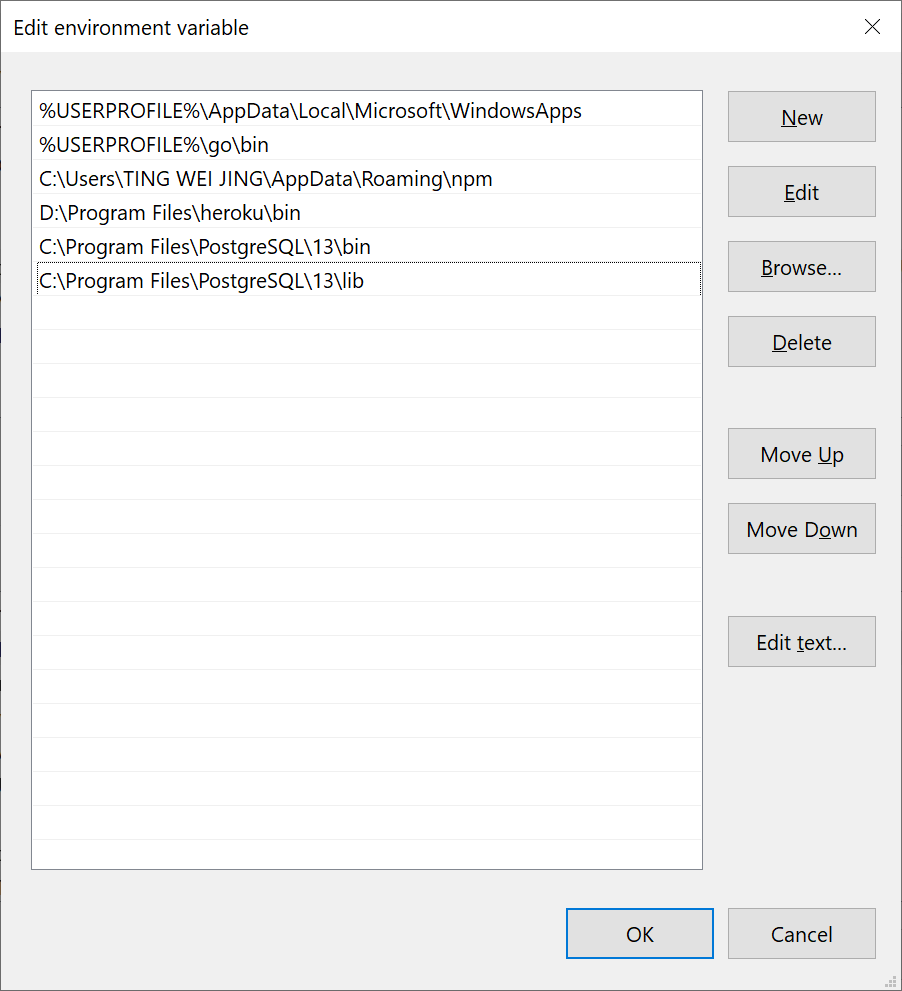 Edit environment variable
%USERPROFILE%\AppData\Local\Microsoft\WindowsApps
%USERPROFILE%\go\bin
C:\Users\TING WEI JING\AppData\Roaming\npm
D:\Program Files\heroku\bin
C:\Program Files\PostgreSQL\13\bin
C:\Program Files\PostgreSQL\13\lib
New
Edit
Browse...
Delete
Move Up
Move Down
Edit text...
OK
Cancel